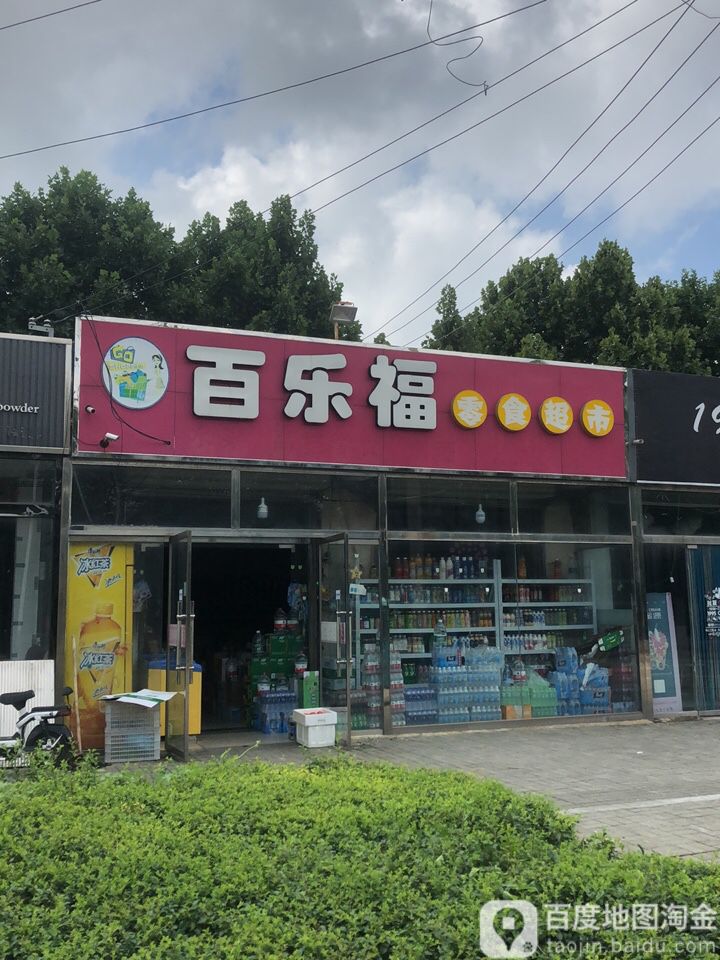 GO
百乐福 零食超市
powder
19
冰红茶
冰红茶
百度地图淘金
taojin.baidu.com